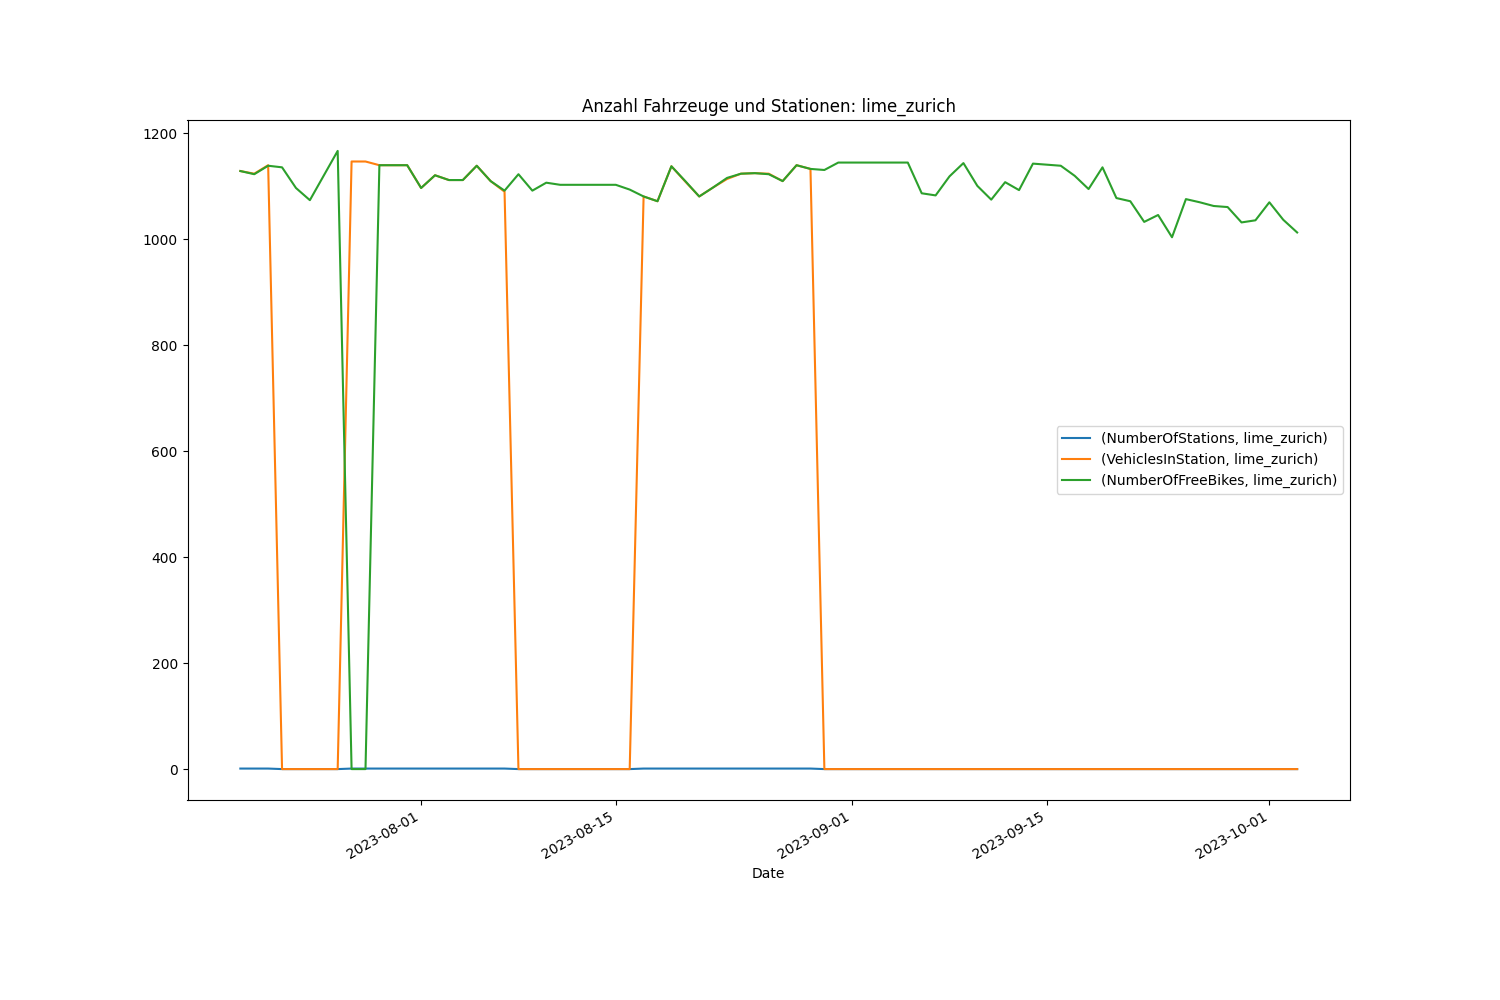 Anzahl Fahrzeuge und Stationen: lime_zurich
1200
1000
800
600
400
200
0
(NumberOfStations, lime_zurich)
(VehiclesInStation, lime_zurich)
(NumberOfFreeBikes, lime_zurich)
2023-08-01
2023-08-15
2023-09-01
2023-09-15
2023-10-01
Date